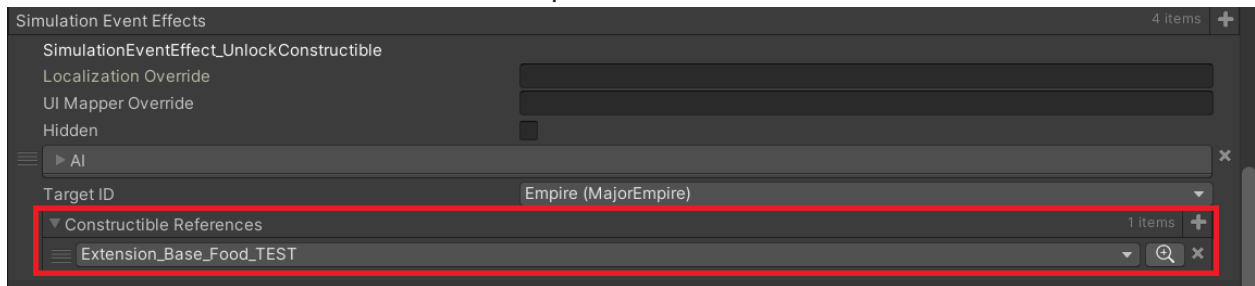 Simulation Event Effects 4 items
SimulationEventEffect_UnlockConstructible
Localization Override
UI Mapper Override
Hidden
AI
Target ID Empire (MajorEmpire)
Constructible References 1 items
Extension_Base_Food_TEST